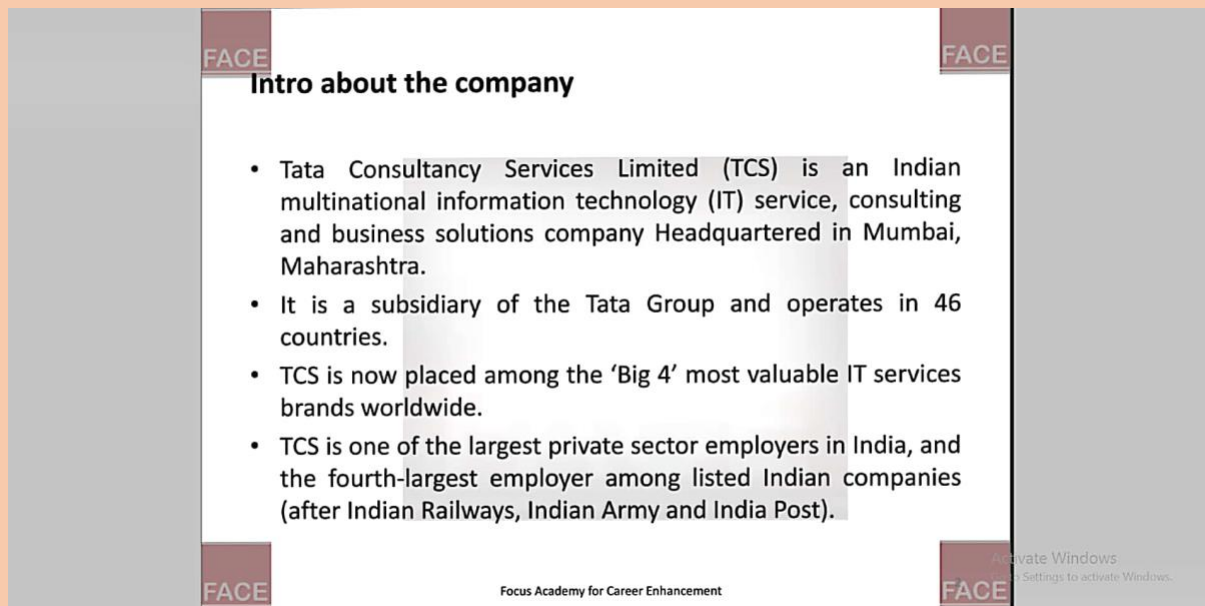 FACE
FACE
Intro about the company
• Tata Consultancy Services Limited (TCS) is an Indian
multinational information technology (IT) service, consulting
and business solutions company Headquartered in Mumbai,
Maharashtra.
• It is a subsidiary of the Tata Group and operates in 46
countries.
• TCS is now placed among the ‘Big 4’ most valuable IT services
brands worldwide.
• TCS is one of the largest private sector employers in India, and
the fourth-largest employer among listed Indian companies
(after Indian Railways, Indian Army and India Post).
Activate Windows
to Settings to activate Windows.
FACE
Focus Academy for Career Enhancement
FACE